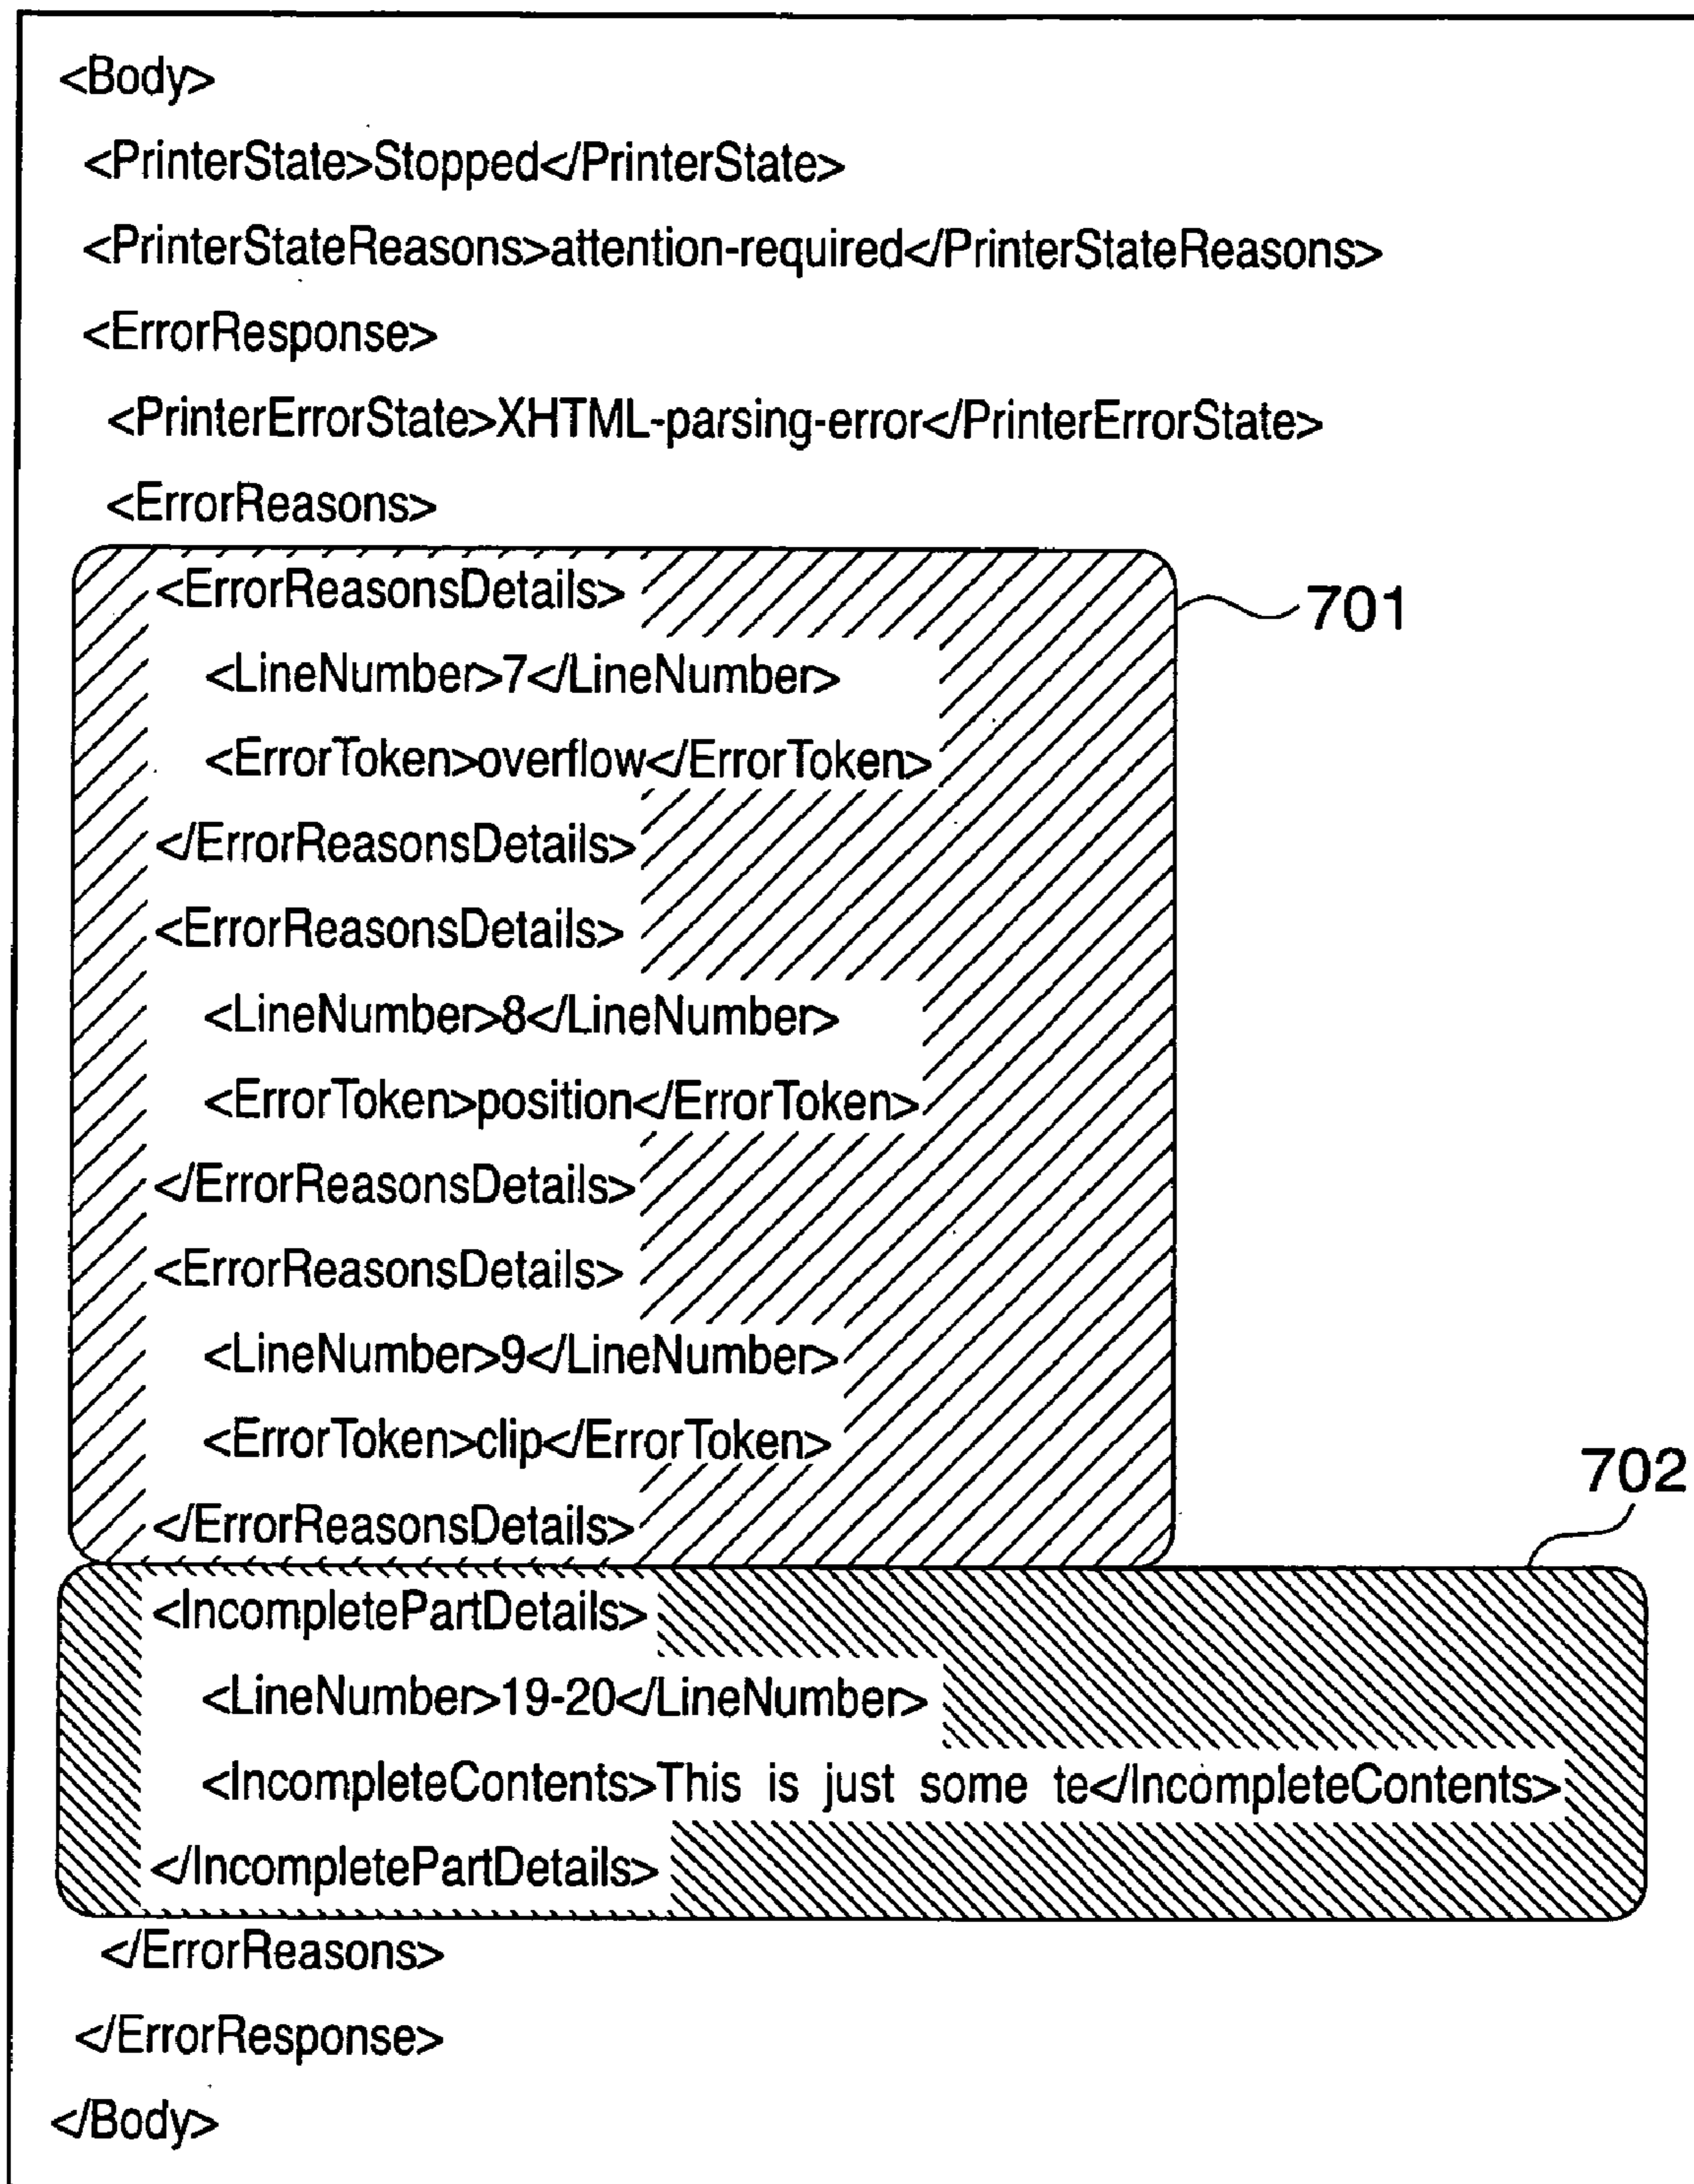 <Body>
<PrinterState>Stopped</PrinterState>
<PrinterStateReasons>attention-required</PrinterStateReasons>
<ErrorResponse>
<PrinterErrorState>XHTML-parsing-error</PrinterErrorState>
<ErrorReasons>
<ErrorReasonsDetails>
701
<LineNumber>7</LineNumber>
<ErrorToken>overflow</ErrorToken>
</ErrorReasonsDetails>
<ErrorReasonsDetails>
<LineNumber>8</LineNumber>
<ErrorToken>position</ErrorToken>
</ErrorReasonsDetails>
<ErrorReasonsDetails>
<LineNumber>9</LineNumber>
<ErrorToken>clip</ErrorToken>
702
</ErrorReasonsDetails>
<IncompletePartDetails>
<LineNumber>19-20</LineNumber>
<IncompleteContents>This is just some te</IncompleteContents>
</IncompletePartDetails>
</ErrorReasons>
</ErrorResponse>
</Body>